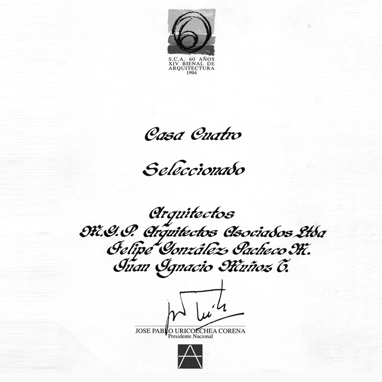 S.C.A. 60 AÑOS
XIV BIENAL DE
ARQUITECTURA
1994
Casa Cuatro
Seleccionado
Arquitectos
M.G.P. Arquitectos Asociados Ltda
Felipe González Pacheco M.
Juan Ignacio Muñoz T.
JOSE PABLO URICOECHEA CORENA
Presidente Nacional